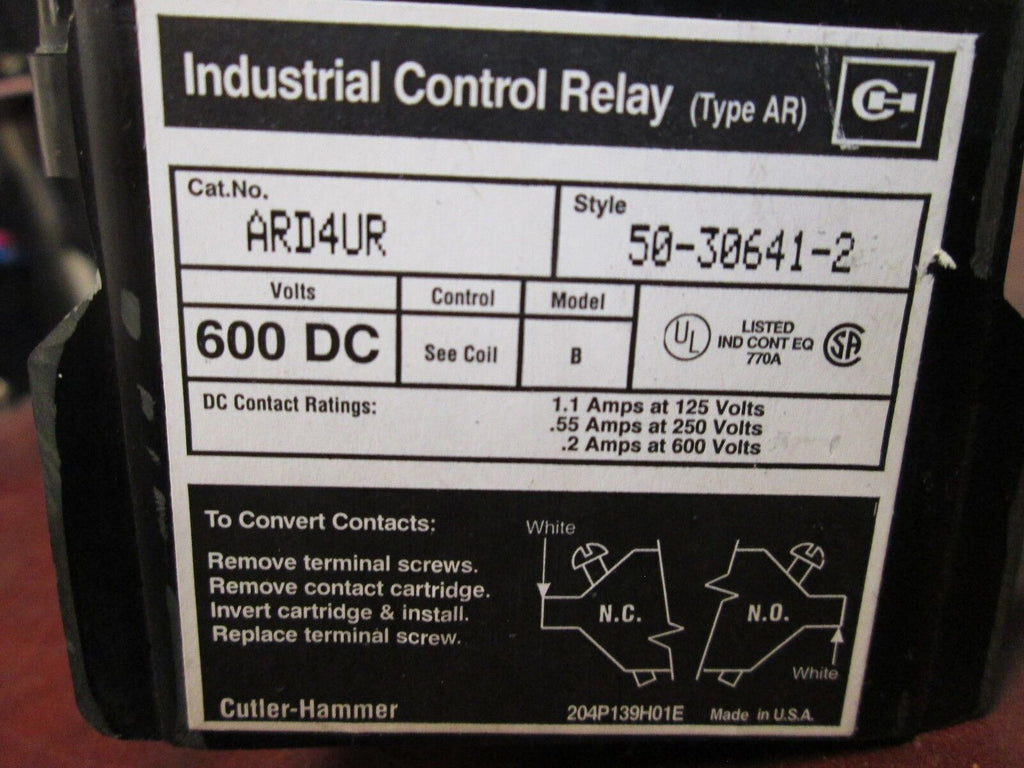 Industrial Control Relay (Type AR)
Cat.No.
ARD4UR
Style
50-30641-2
Volts
600 DC
Control
See Coil
Model
B
UL
LISTED
IND CONT EQ
770A
SA
DC Contact Ratings:
1.1 Amps at 125 Volts
.55 Amps at 250 Volts
.2 Amps at 600 Volts
To Convert Contacts:
Remove terminal screws.
Remove contact cartridge.
Invert cartridge & install.
Replace terminal screw.
White
N.C.
N.O.
White
Cutler-Hammer
204P139H01E
Made in U.S.A.